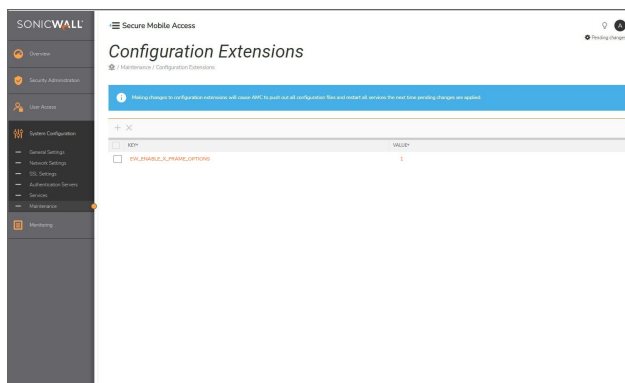 SONICWALL
Secure Mobile Access
A
Pending changes
Configuration Extensions
/ Maintenance / Configuration Extensions
Making changes to configuration extensions will cause AMC to push out all configuration files and restart all services the next time pending changes are applied.
Overview
Security Administration
User Access
System Configuration
General Settings
Network Settings
SSL Settings
Authentication Servers
Services
Maintenance
Monitoring
KEY VALUE
EW_ENABLE_X_FRAME_OPTIONS 1